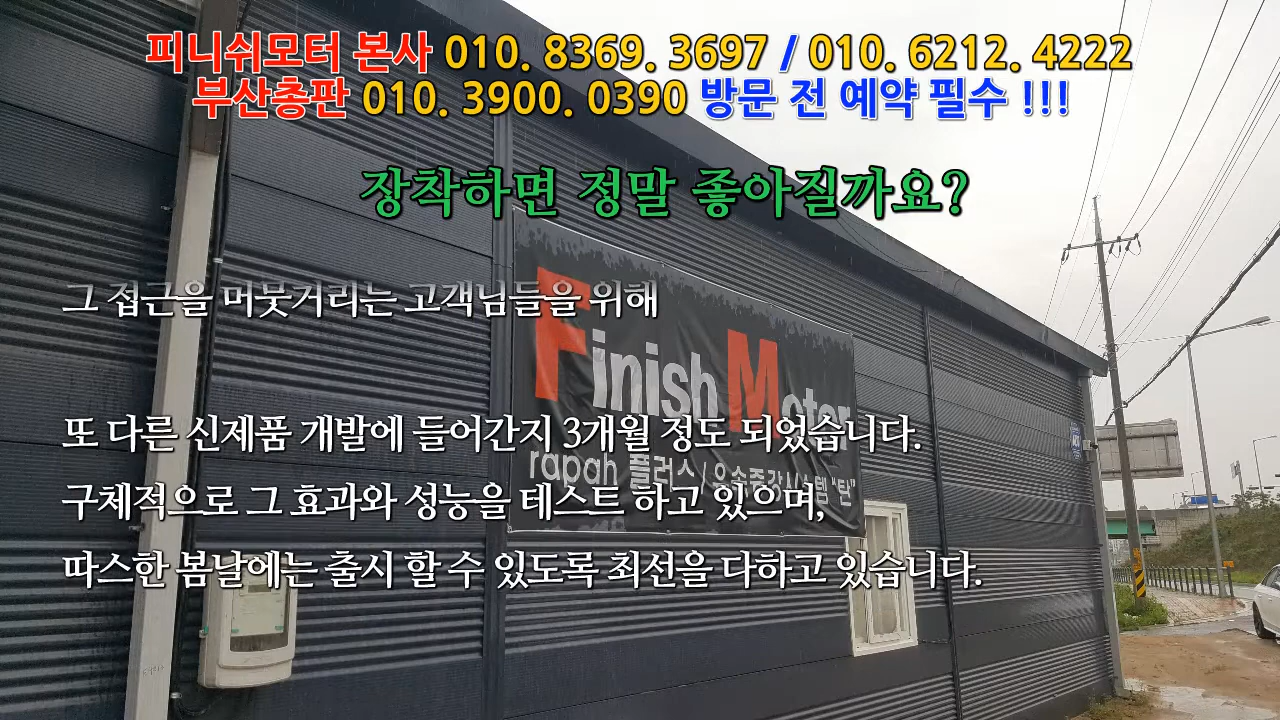 피니쉬모터 본사 010. 8369. 3697 / 010. 6212. 4222
부산총판 010. 3900. 0390 방문 전 예약 필수 !!!
장착하면 정말 좋아질까요?
그 접근을 머뭇거리는 고객님들을 위해
Finish Motor
또 다른 신제품 개발에 들어간지 3개월 정도 되었습니다.
rapah 플러스 /
"탄"
구체적으로 그 효과와 성능을 테스트 하고 있으며,
따스한 봄날에는 출시 할 수 있도록 최선을 다하고 있습니다.